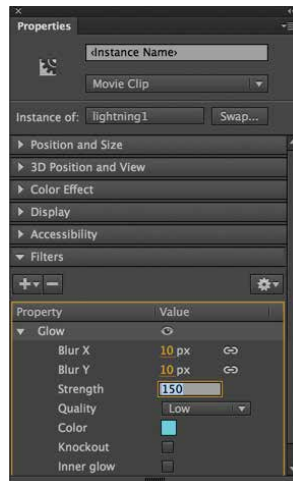 Properties
<Instance Name>
Movie Clip
Instance of: lightning1 Swap...
Position and Size
3D Position and View
Color Effect
Display
Accessibility
Filters
Property Value
Glow
Blur X 10 px
Blur Y 10 px
Strength 150
Quality Low
Color
Knockout
Inner glow